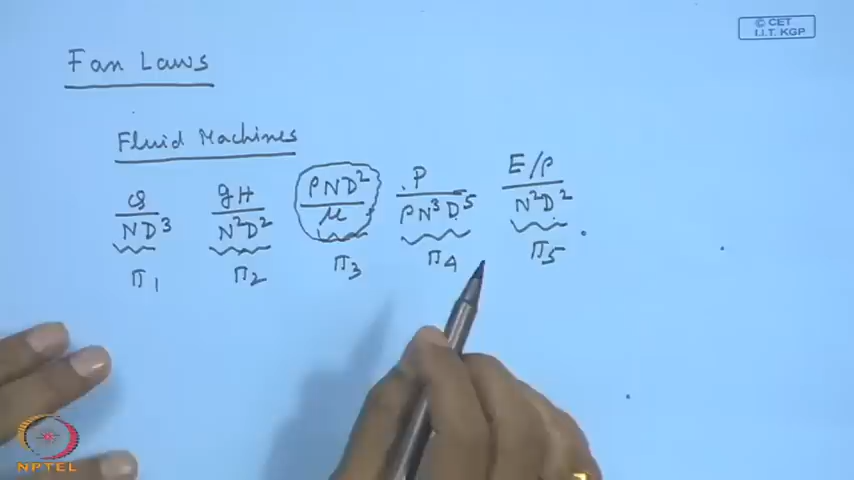 © CET
I.I.T. KGP
Fan Laws
Fluid Machines
Q/ND³ gH/N²D² ρND²/μ P/ρN³D⁵ E/ρ/N²D²
π₁ π₂ π₃ π₄ π₅
NPTEL